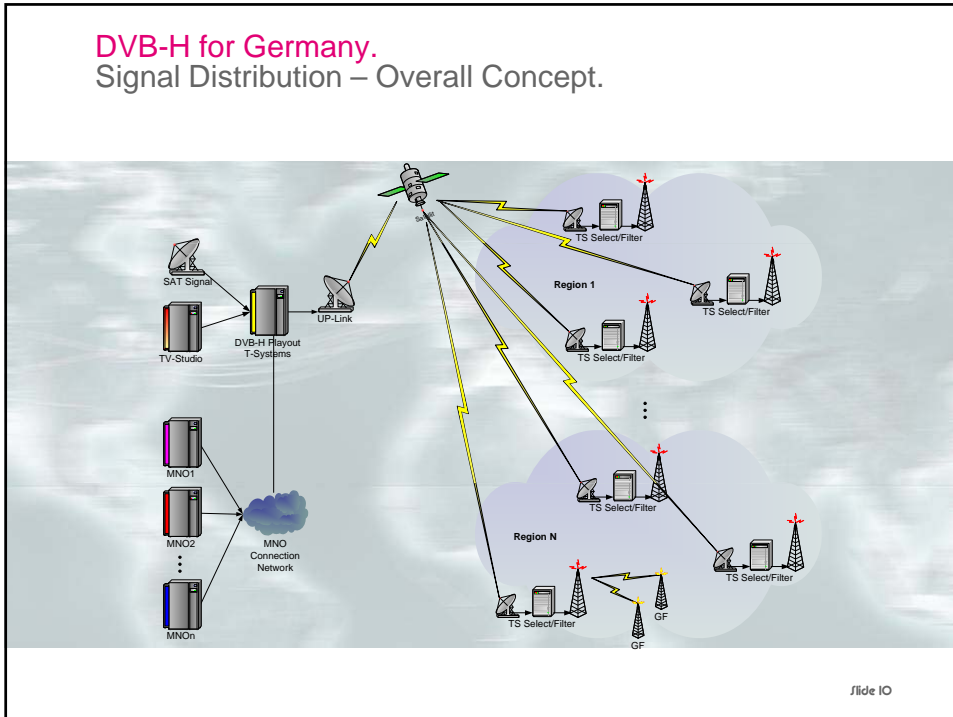 DVB-H for Germany.
Signal Distribution – Overall Concept.
Satellit
TS Select/Filter
SAT Signal
Region 1
TS Select/Filter
UP-Link
DVB-H Playout
T-Systems
TV-Studio
TS Select/Filter
MNO1
TS Select/Filter
MNO2
MNO
Connection
Network
Region N
TS Select/Filter
MNOn
TS Select/Filter
GF
GF
Slide 10